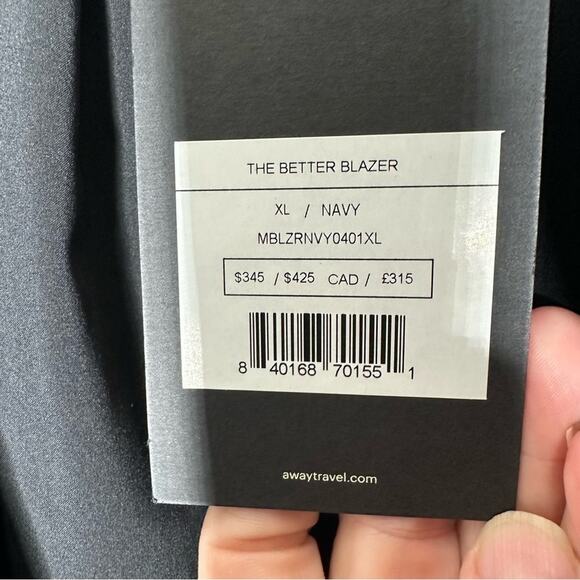 THE BETTER BLAZER
XL / NAVY
MBLZRNVY0401XL
$345 / $425 CAD / £315
8 40168 70155 1
awaytravel.com